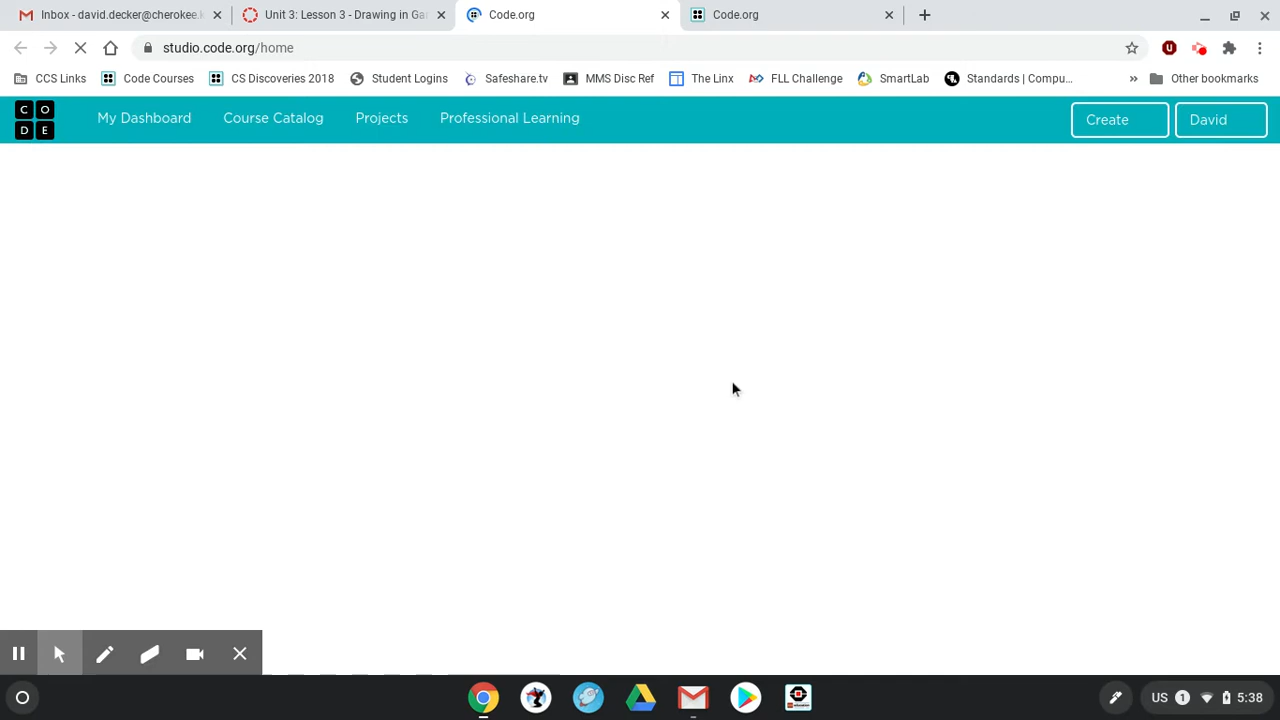 Inbox - david.decker@cherokee.k
Unit 3: Lesson 3 - Drawing in Ga
Code.org
Code.org
studio.code.org/home
CCS Links
Code Courses
CS Discoveries 2018
Student Logins
Safeshare.tv
MMS Disc Ref
The Linx
FLL Challenge
SmartLab
Standards | Compu...
»
Other bookmarks
C O
D E
My Dashboard
Course Catalog
Projects
Professional Learning
Create
David
US
1
5:38